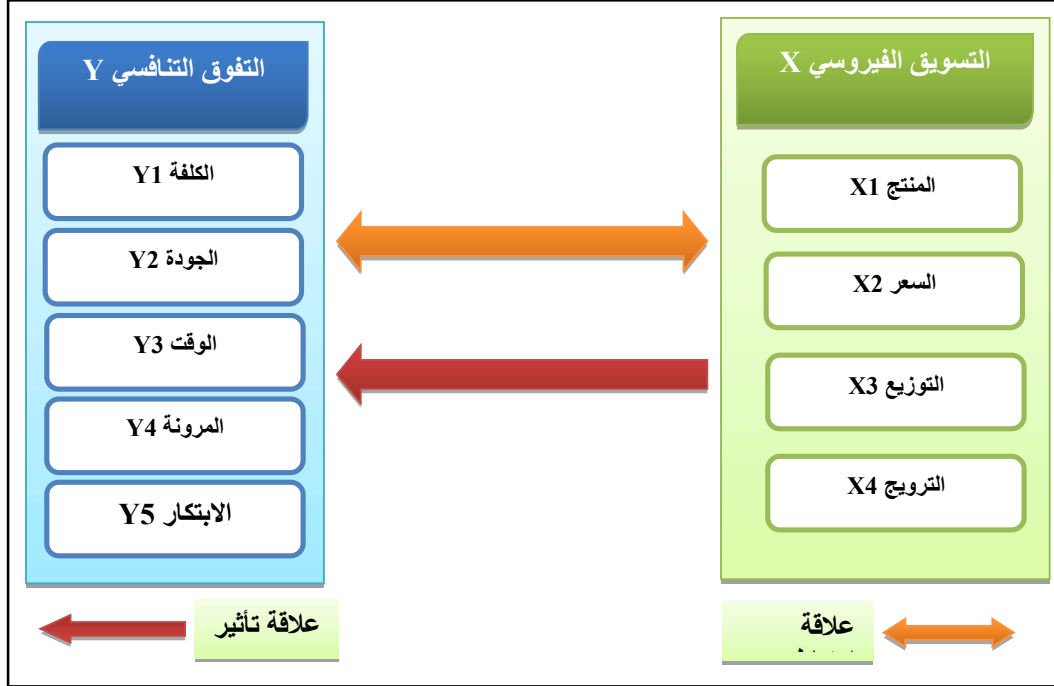 التسويق الفيروسي X
المنتج X1
السعر X2
التوزيع X3
الترويج X4
التفوق التنافسي Y
الكلفة Y1
الجودة Y2
الوقت Y3
المرونة Y4
الابتكار Y5
علاقة
علاقة تأثير